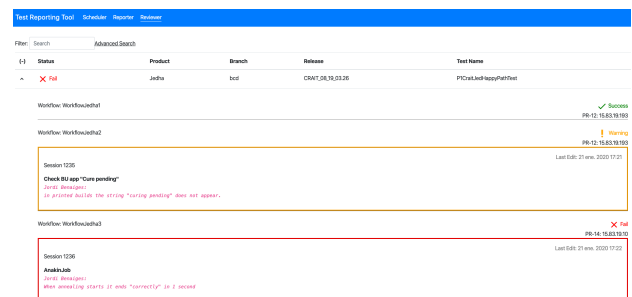 Test Reporting Tool Scheduler Reporter Reviewer
Filter: Search Advanced Search
(-) Status Product Branch Release Test Name
Fail Jedha bcd CRAIT_08_19_03.26 P1CraitJedHappyPathTest
Workflow: WorkflowJedha1 Success
PR-12: 15.83.19.193
Workflow: WorkflowJedha2 Warning
PR-12: 15.83.19.193
Last Edit: 21 ene. 2020 17:21
Session 1235
Check BU app "Cure pending"
Jordi Benaiges:
in printed builds the string "curing pending" does not appear.
Workflow: WorkflowJedha3 Fail
PR-14: 15.83.19.10
Last Edit: 21 ene. 2020 17:22
Session 1236
AnakinJob
Jordi Benaiges:
When annealing starts it ends "correctly" in 1 second